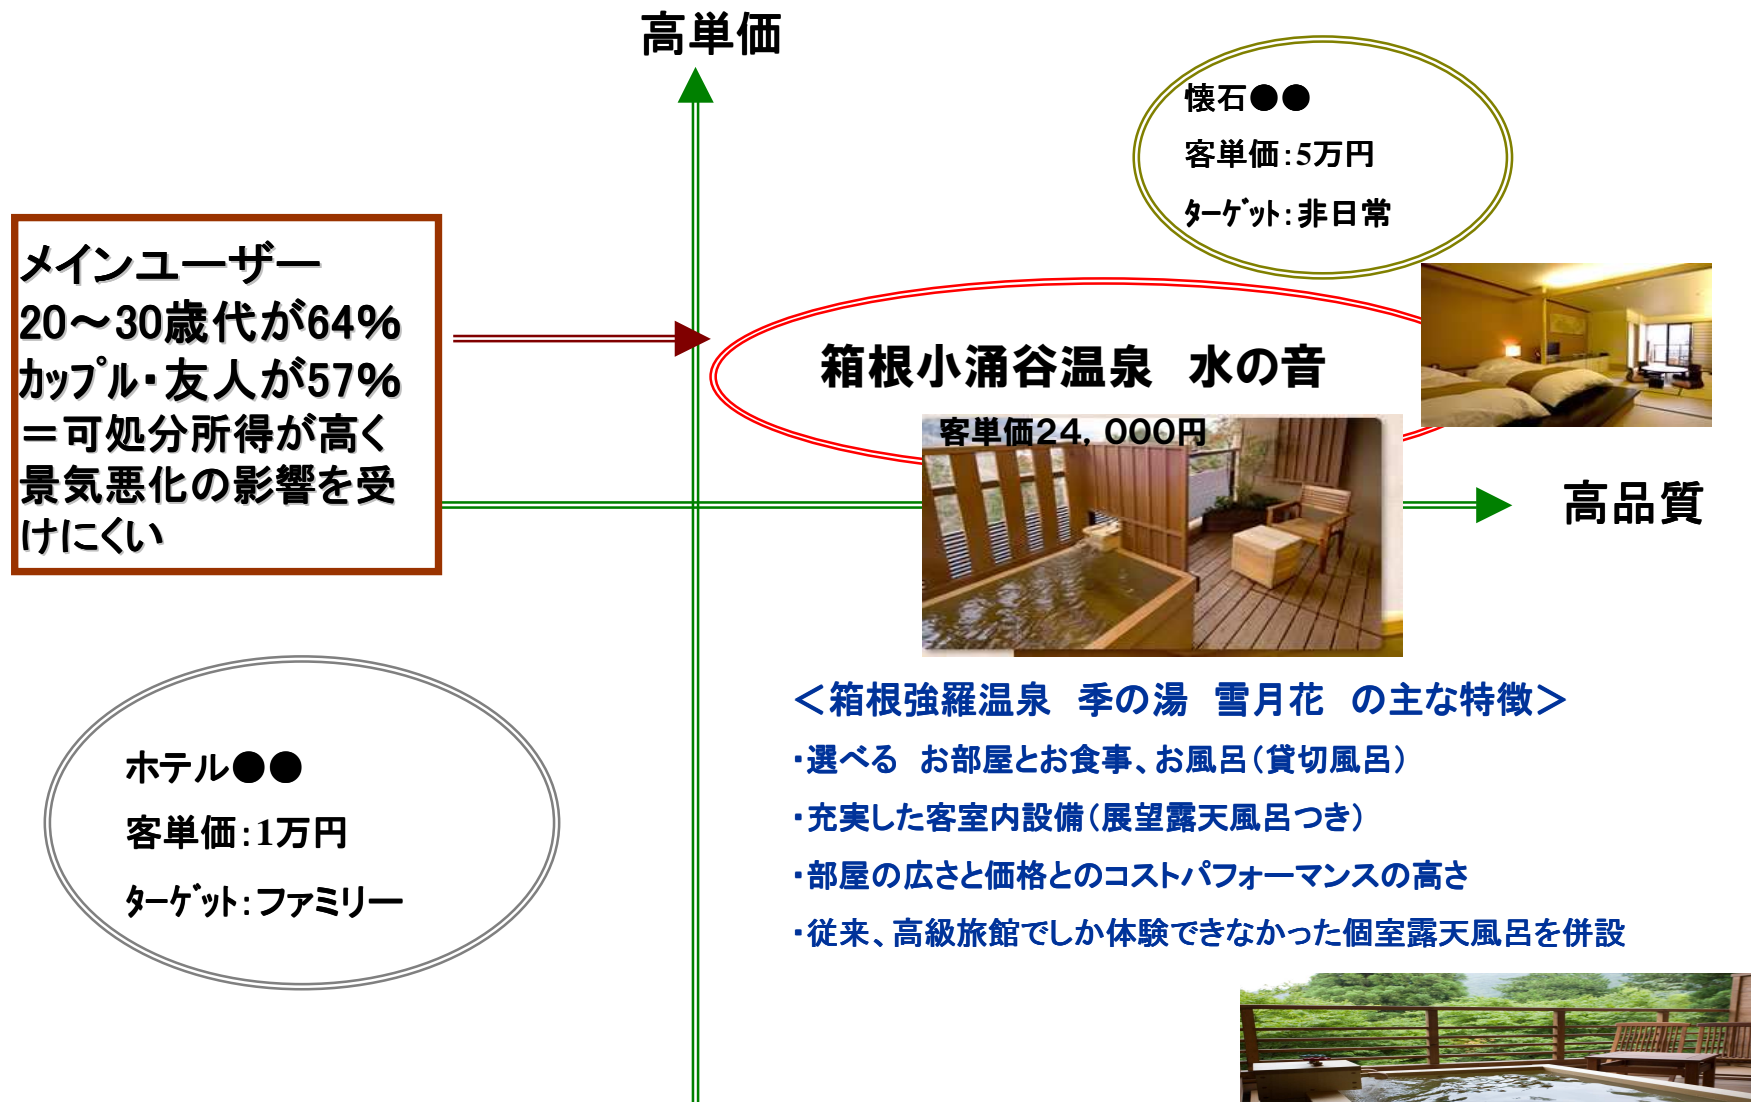 高単価
懐石●●
客単価:5万円
ﾀｰｹﾞｯﾄ:非日常
メインユーザー
20～30歳代が64%
ｶｯﾌﾟﾙ・友人が57%
＝可処分所得が高く
景気悪化の影響を受
けにくい
箱根小涌谷温泉　水の音
客単価24，000円
高品質
＜箱根強羅温泉　季の湯　雪月花　の主な特徴＞
・選べる　お部屋とお食事、お風呂（貸切風呂）
・充実した客室内設備（展望露天風呂つき）
・部屋の広さと価格とのコストパフォーマンスの高さ
・従来、高級旅館でしか体験できなかった個室露天風呂を併設
ホテル●●
客単価:1万円
ﾀｰｹﾞｯﾄ:ファミリー